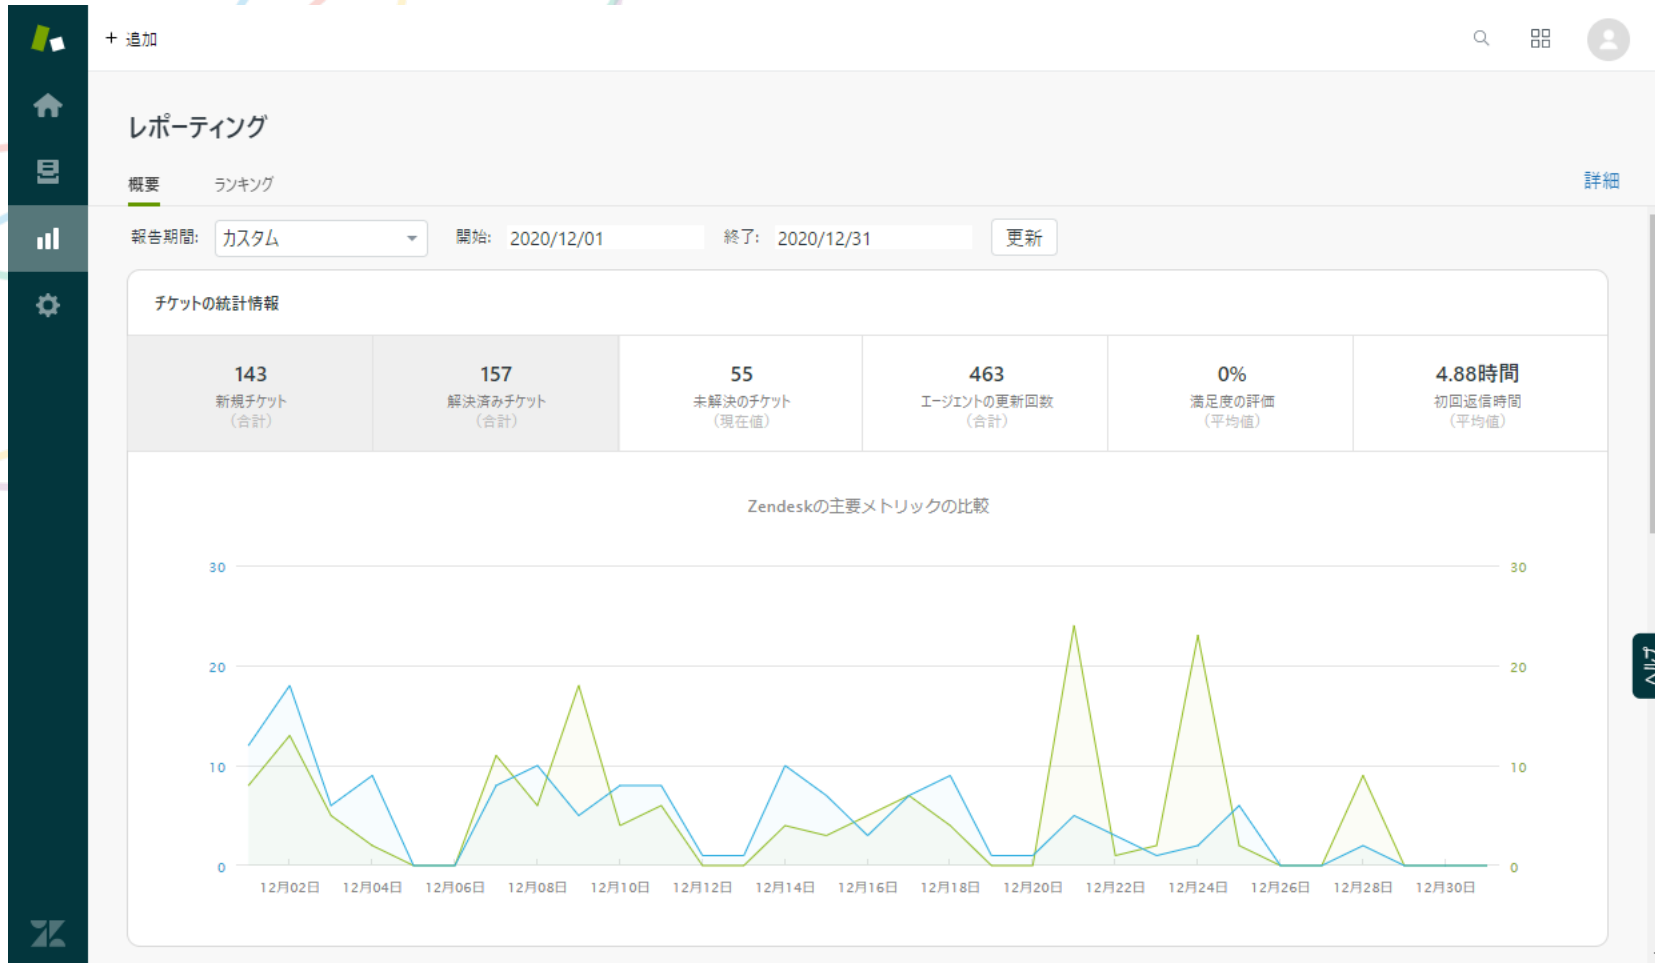 + 追加
レポーティング
概要 ランキング 詳細
報告期間: カスタム 開始: 2020/12/01 終了: 2020/12/31 更新
チケットの統計情報
143 157 55 463 0% 4.88時間
新規チケット 解決済みチケット 未解決のチケット エージェントの更新回数 満足度の評価 初回返信時間
(合計) (合計) (現在値) (合計) (平均値) (平均値)
Zendeskの主要メトリックの比較
30 30
20 20
ヘルプ
10 10
0 0
12月02日 12月04日 12月06日 12月08日 12月10日 12月12日 12月14日 12月16日 12月18日 12月20日 12月22日 12月24日 12月26日 12月28日 12月30日